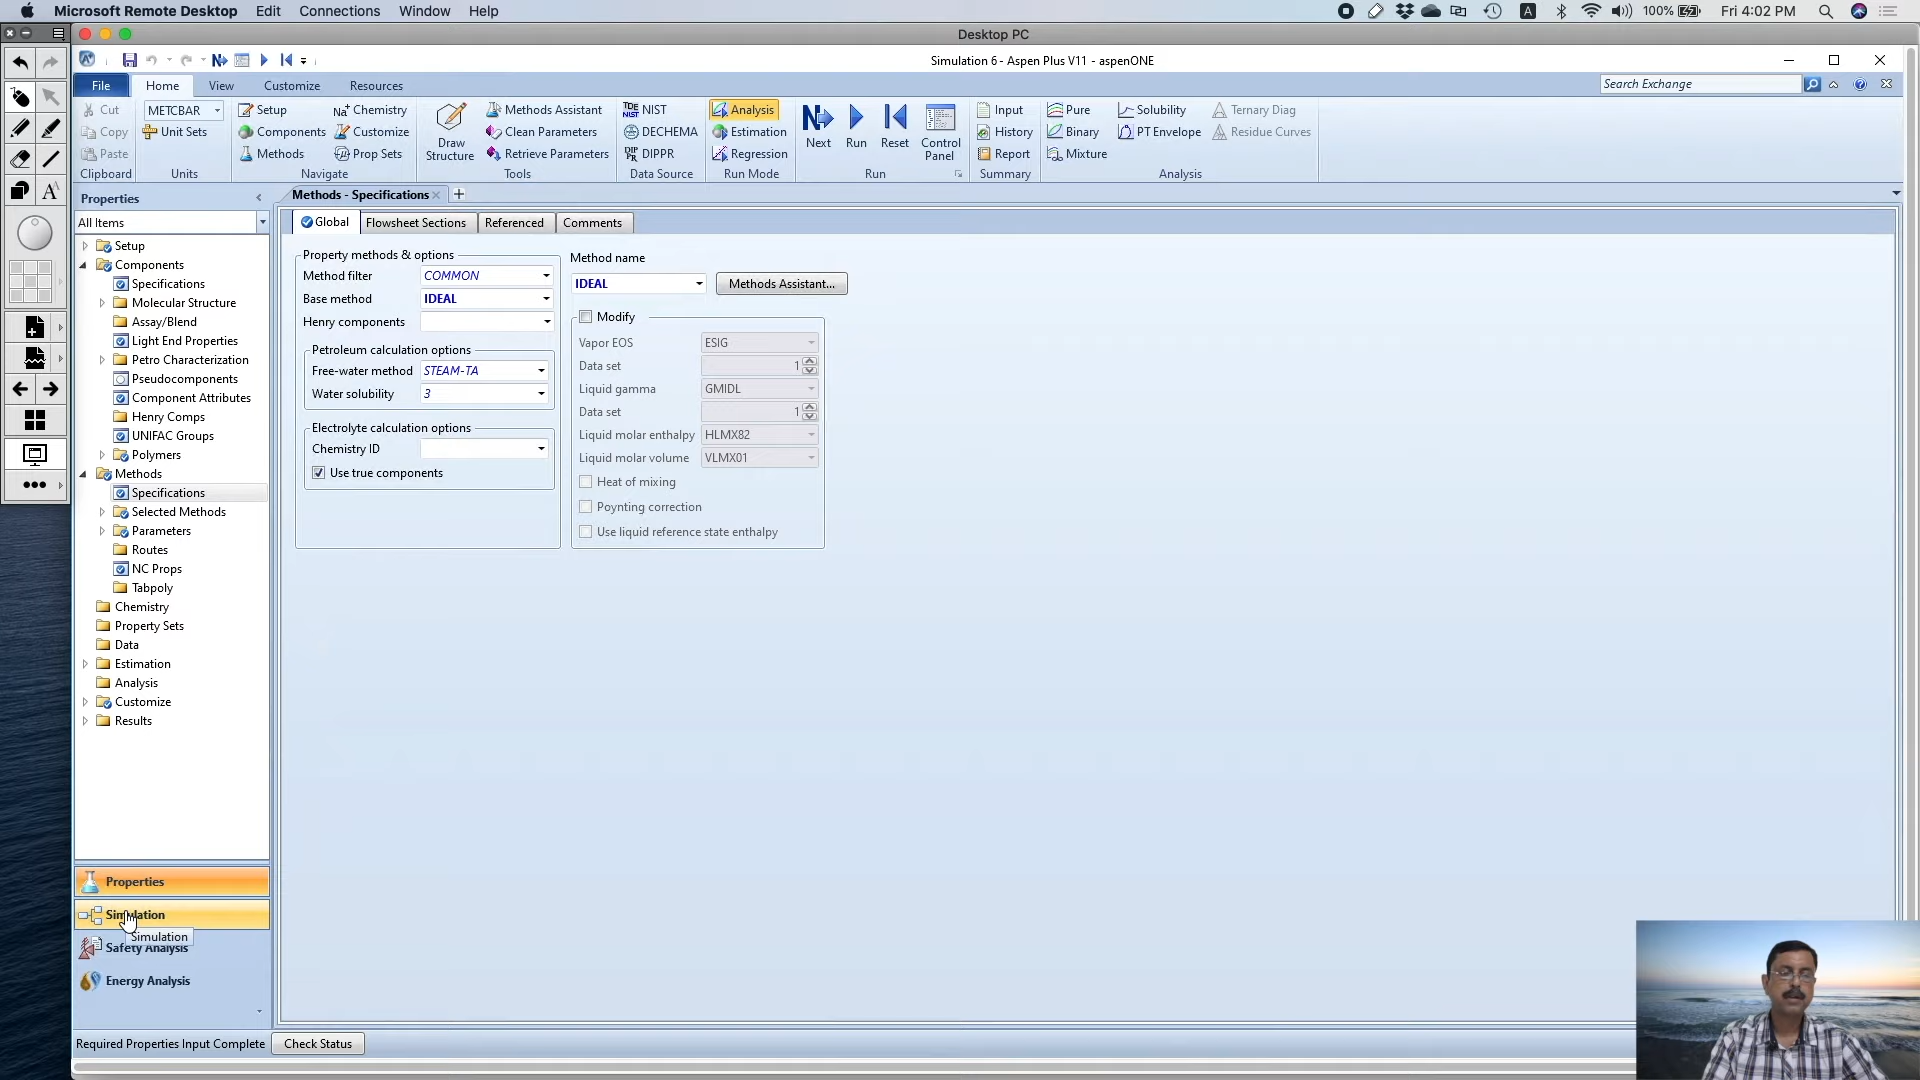 Microsoft Remote Desktop Edit Connections Window Help
A 100% Fri 4:02 PM
Desktop PC
Simulation 6 - Aspen Plus V11 - aspenONE
File Home View Customize Resources
Search Exchange
Cut METCBAR Setup Chemistry Methods Assistant NIST Analysis Input Pure Solubility Ternary Diag
Copy Unit Sets Components Customize Clean Parameters DECHEMA Estimation History Binary PT Envelope Residue Curves
Paste Methods Prop Sets Draw Structure Retrieve Parameters DIPPR Regression Next Run Reset Control Panel Report Mixture
Clipboard Units Navigate Tools Data Source Run Mode Run Summary Analysis
Properties
Methods - Specifications
All Items
Global Flowsheet Sections Referenced Comments
Setup
Components
Specifications
Molecular Structure
Assay/Blend
Light End Properties
Petro Characterization
Pseudocomponents
Component Attributes
Henry Comps
UNIFAC Groups
Polymers
Methods
Specifications
Selected Methods
Parameters
Routes
NC Props
Tabpoly
Chemistry
Property Sets
Data
Estimation
Analysis
Customize
Results
Property methods & options
Method filter COMMON
Base method IDEAL
Henry components
Petroleum calculation options
Free-water method STEAM-TA
Water solubility 3
Electrolyte calculation options
Chemistry ID
Use true components
Method name
IDEAL Methods Assistant...
Modify
Vapor EOS ESIG
Data set 1
Liquid gamma GMIDL
Data set 1
Liquid molar enthalpy HLMX82
Liquid molar volume VLMX01
Heat of mixing
Poynting correction
Use liquid reference state enthalpy
Properties
Simulation
Simulation
Safety Analysis
Energy Analysis
Required Properties Input Complete Check Status